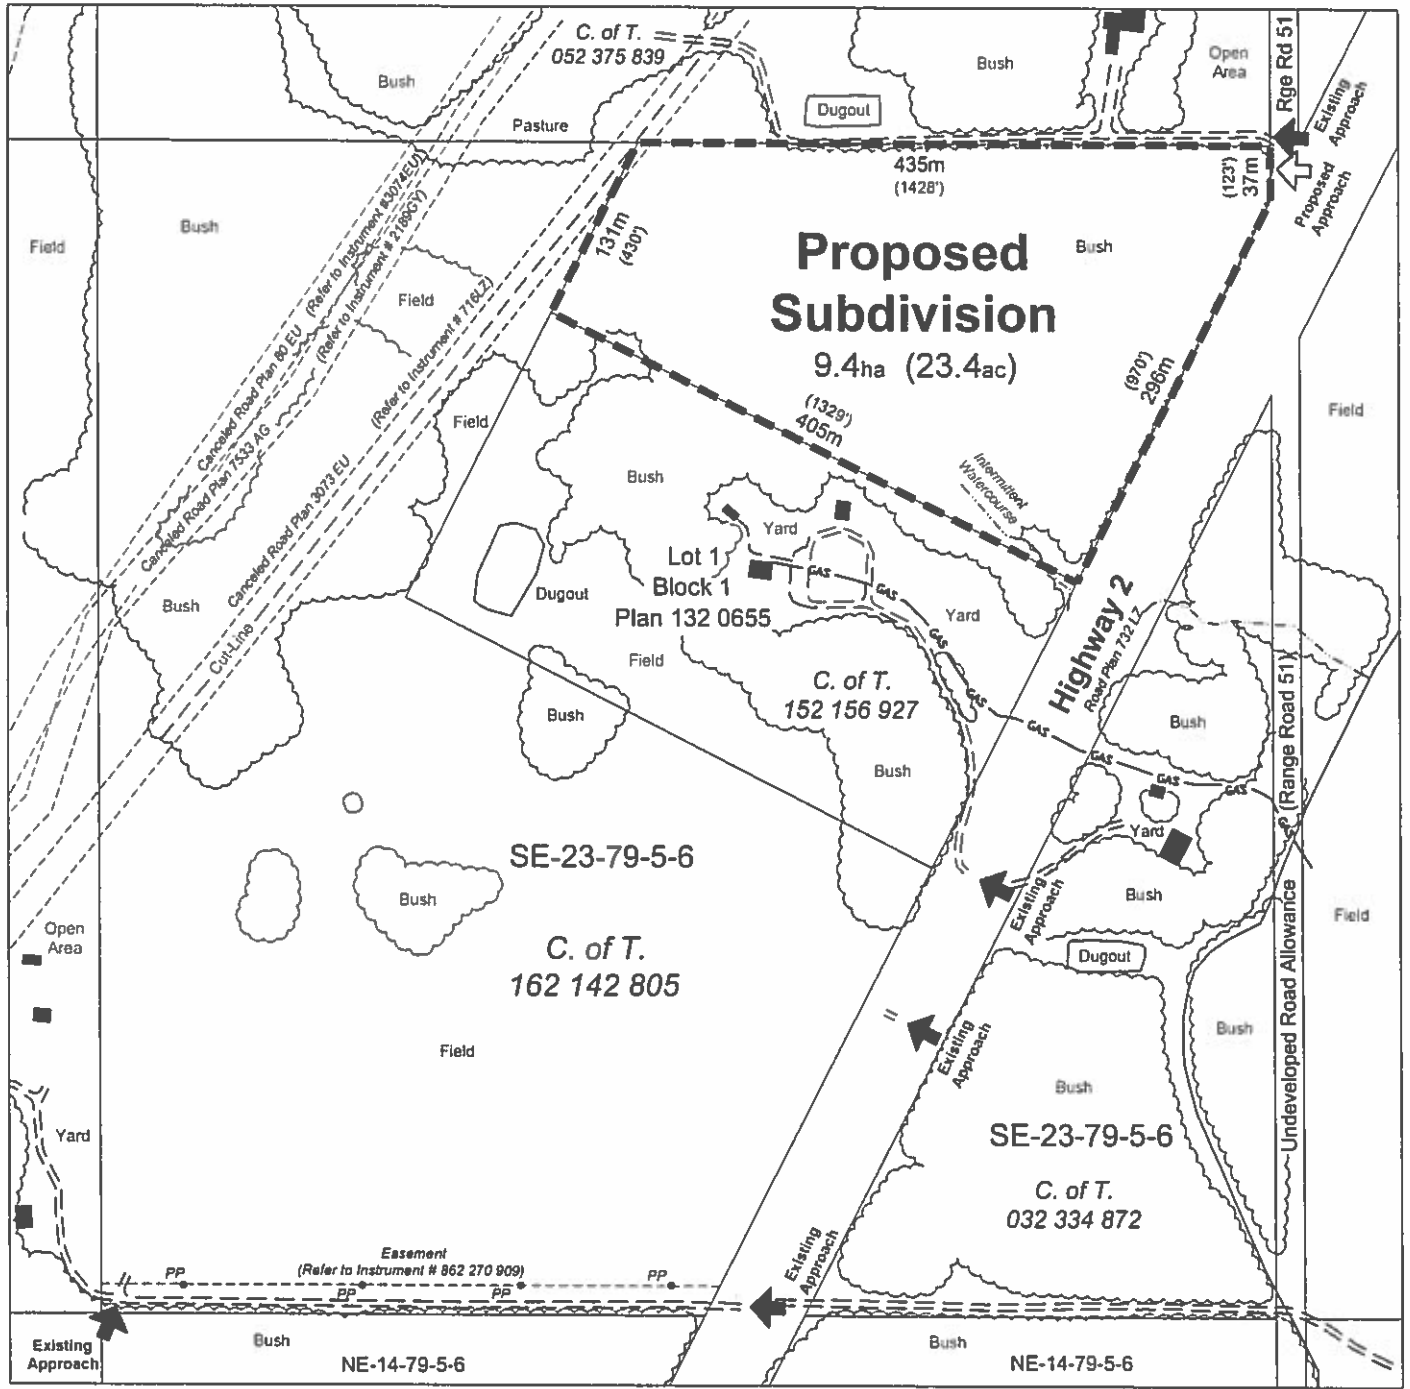 C. of T.
052 375 839
Bush
Bush
Open
Area
Rge Rd 51
Existing
Approach
Dugout
Pasture
435m
(1428')
(123')
37m
Proposed
Approach
Field
Bush
131m
(430')
Proposed
Subdivision
9.4ha (23.4ac)
Bush
Canceled Road Plan 80 EU (Refer to Instrument #3074EU)
Canceled Road Plan 7533 AG (Refer to Instrument # 2189GY)
Canceled Road Plan 3073 EU (Refer to Instrument # 716LZ)
Cut-Line
Field
Field
(970')
296m
(1329')
405m
Field
Bush
Intermittent
Watercourse
Yard
Lot 1
Block 1
Plan 132 0655
GAS
GAS
GAS
GAS
GAS
GAS
GAS
GAS
Dugout
Bush
Yard
Field
Highway 2
Road Plan 732 LZ
C. of T.
152 156 927
Bush
Bush
Bush
Undeveloped Road Allowance (Range Road 51)
Yard
SE-23-79-5-6
Bush
Existing
Approach
Bush
Field
Open
Area
C. of T.
162 142 805
Dugout
Field
Existing
Approach
Bush
Bush
SE-23-79-5-6
C. of T.
032 334 872
Yard
Existing
Approach
Easement
(Refer to Instrument # 862 270 909)
PP
PP
PP
PP
Existing
Approach
Bush
NE-14-79-5-6
Bush
NE-14-79-5-6